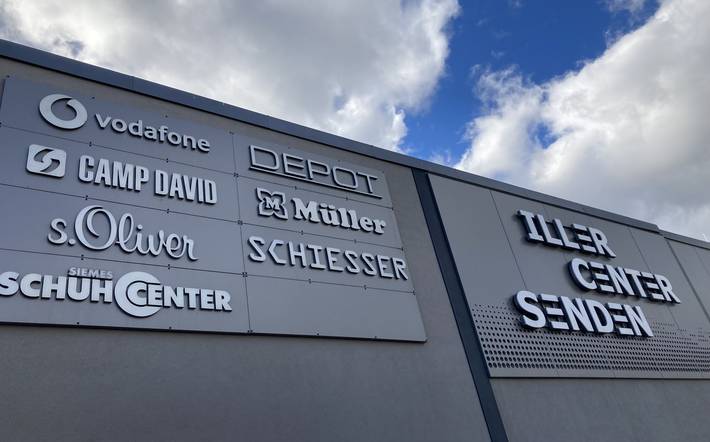 vodafone
CAMP DAVID
s.Oliver
SIEMES
SCHUHCENTER
DEPOT
M Müller
SCHIESSER
ILLER
CENTER
SENDEN